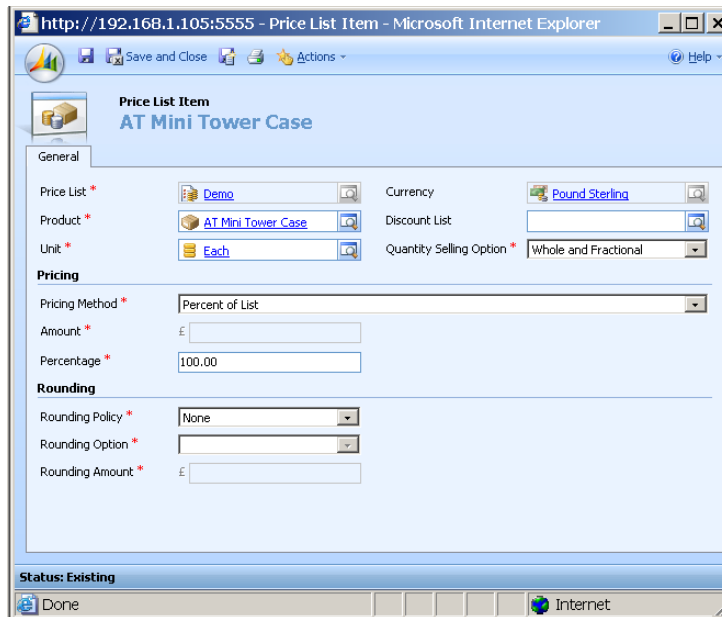 http://192.168.1.105:5555 - Price List Item - Microsoft Internet Explorer
Save and Close Actions Help
Price List Item
AT Mini Tower Case
General
Price List * Demo Currency Pound Sterling
Product * AT Mini Tower Case Discount List
Unit * Each Quantity Selling Option * Whole and Fractional
Pricing
Pricing Method * Percent of List
Amount * £
Percentage * 100.00
Rounding
Rounding Policy * None
Rounding Option *
Rounding Amount * £
Status: Existing
Done Internet